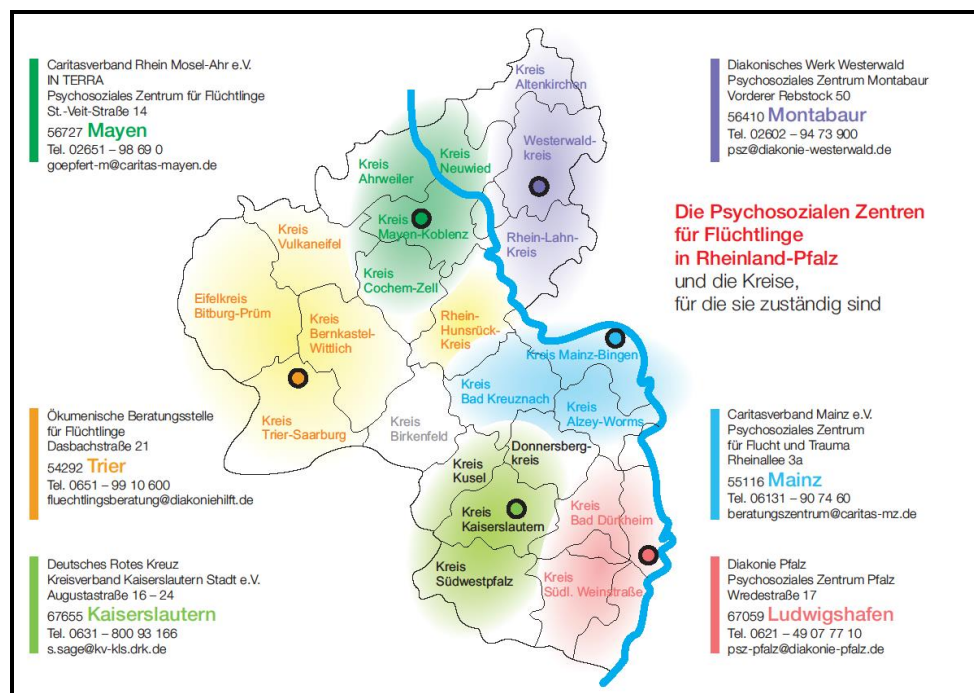 Caritasverband Rhein Mosel-Ahr e.V.
IN TERRA
Psychosoziales Zentrum für Flüchtlinge
St.-Veit-Straße 14
56727 Mayen
Tel. 02651 – 98 69 0
goepfert-m@caritas-mayen.de
Ökumenische Beratungsstelle
für Flüchtlinge
Dasbachstraße 21
54292 Trier
Tel. 0651 – 99 10 600
fluechtlingsberatung@diakoniehilft.de
Deutsches Rotes Kreuz
Kreisverband Kaiserslautern Stadt e.V.
Augustastraße 16 – 24
67655 Kaiserslautern
Tel. 0631 – 800 93 166
s.sage@kv-kls.drk.de
Kreis
Altenkirchen
Westerwald-
kreis
Kreis
Neuwied
Kreis
Ahrweiler
Kreis
Mayen-Koblenz
Rhein-Lahn-
Kreis
Kreis
Vulkaneifel
Kreis
Cochem-Zell
Eifelkreis
Bitburg-Prüm
Kreis
Bernkastel-
Wittlich
Rhein-
Hunsrück-
Kreis
Kreis Mainz-Bingen
Kreis
Bad Kreuznach
Kreis
Alzey-Worms
Kreis
Trier-Saarburg
Kreis
Birkenfeld
Donnersberg-
kreis
Kreis
Kusel
Kreis
Kaiserslautern
Kreis
Bad Dürkheim
Kreis
Südwestpfalz
Kreis
Südl. Weinstraße
Diakonisches Werk Westerwald
Psychosoziales Zentrum Montabaur
Vorderer Rebstock 50
56410 Montabaur
Tel. 02602 – 94 73 900
psz@diakonie-westerwald.de
Die Psychosozialen Zentren
für Flüchtlinge
in Rheinland-Pfalz
und die Kreise,
für die sie zuständig sind
Caritasverband Mainz e.V.
Psychosoziales Zentrum
für Flucht und Trauma
Rheinallee 3a
55116 Mainz
Tel. 06131 – 90 74 60
beratungszentrum@caritas-mz.de
Diakonie Pfalz
Psychosoziales Zentrum Pfalz
Wredestraße 17
67059 Ludwigshafen
Tel. 0621 – 49 07 77 10
psz-pfalz@diakonie-pfalz.de